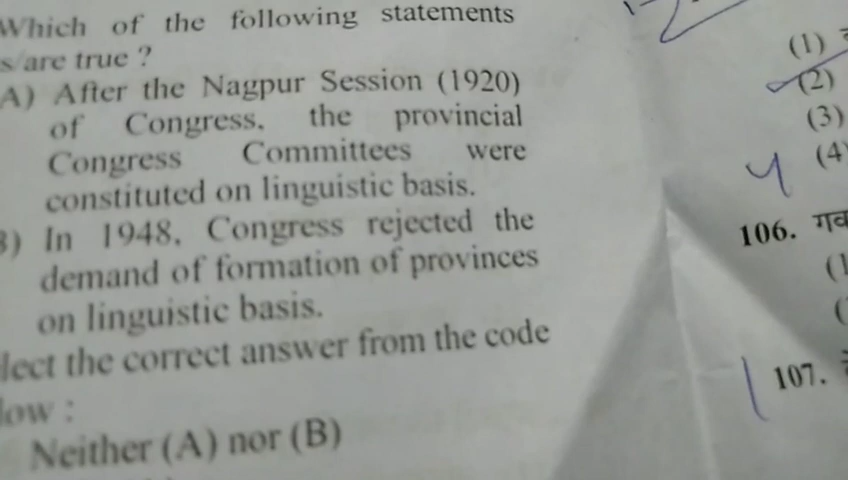 Which of the following statements
s/are true ?
A) After the Nagpur Session (1920)
of Congress, the provincial
Congress Committees were
constituted on linguistic basis.
3) In 1948, Congress rejected the
demand of formation of provinces
on linguistic basis.
lect the correct answer from the code
low :
Neither (A) nor (B)
(1)
(2)
(3)
(4)
106. गव
(1
107.